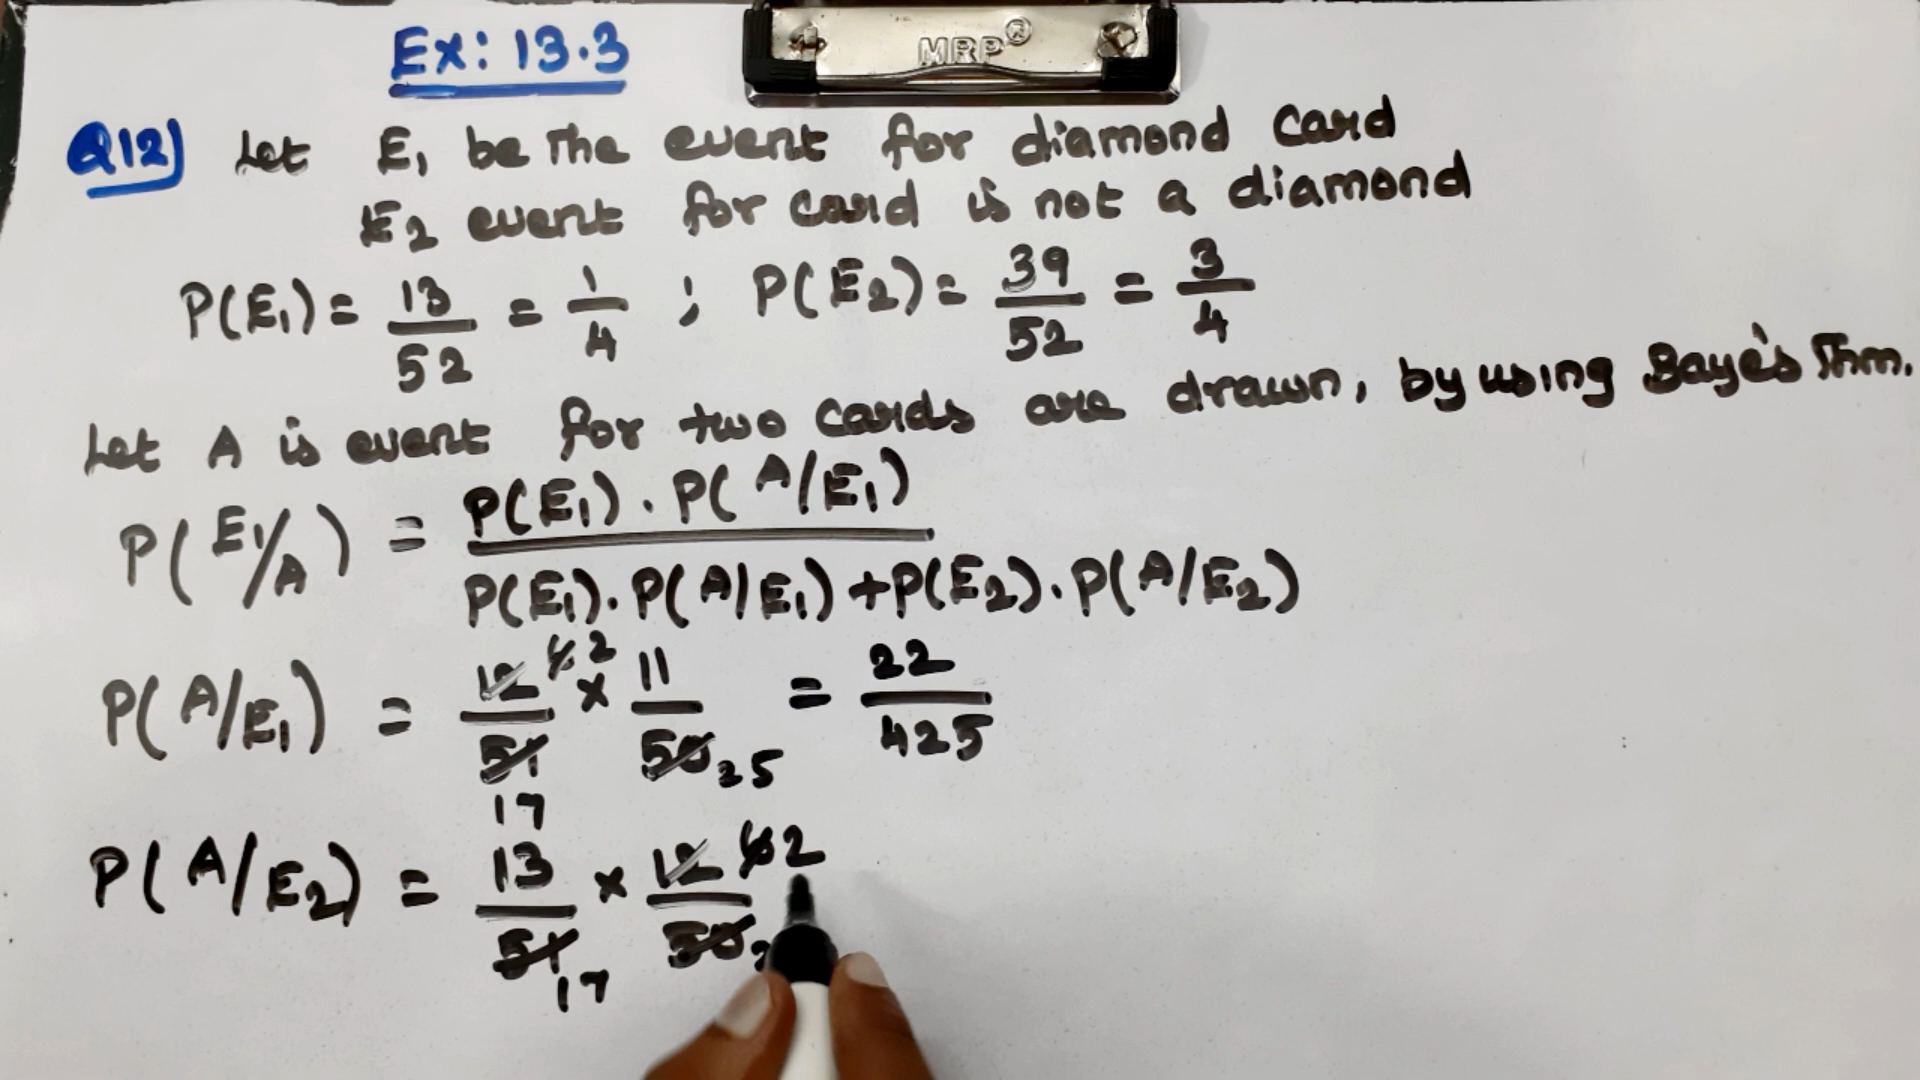 MRP®
Ex: 13.3
Q12) Let E₁ be the event for diamond card
E₂ event for card is not a diamond
P(E₁) = 13/52 = 1/4 ; P(E₂) = 39/52 = 3/4
Let A is event for two cards are drawn, by using Baye's Thm.
P(E₁/A) = P(E₁) . P(A/E₁) / P(E₁) . P(A/E₁) + P(E₂) . P(A/E₂)
P(A/E₁) = 12/51 17 × 2 11/50 25 = 22/425
P(A/E₂) = 13/51 17 × 12/50 2